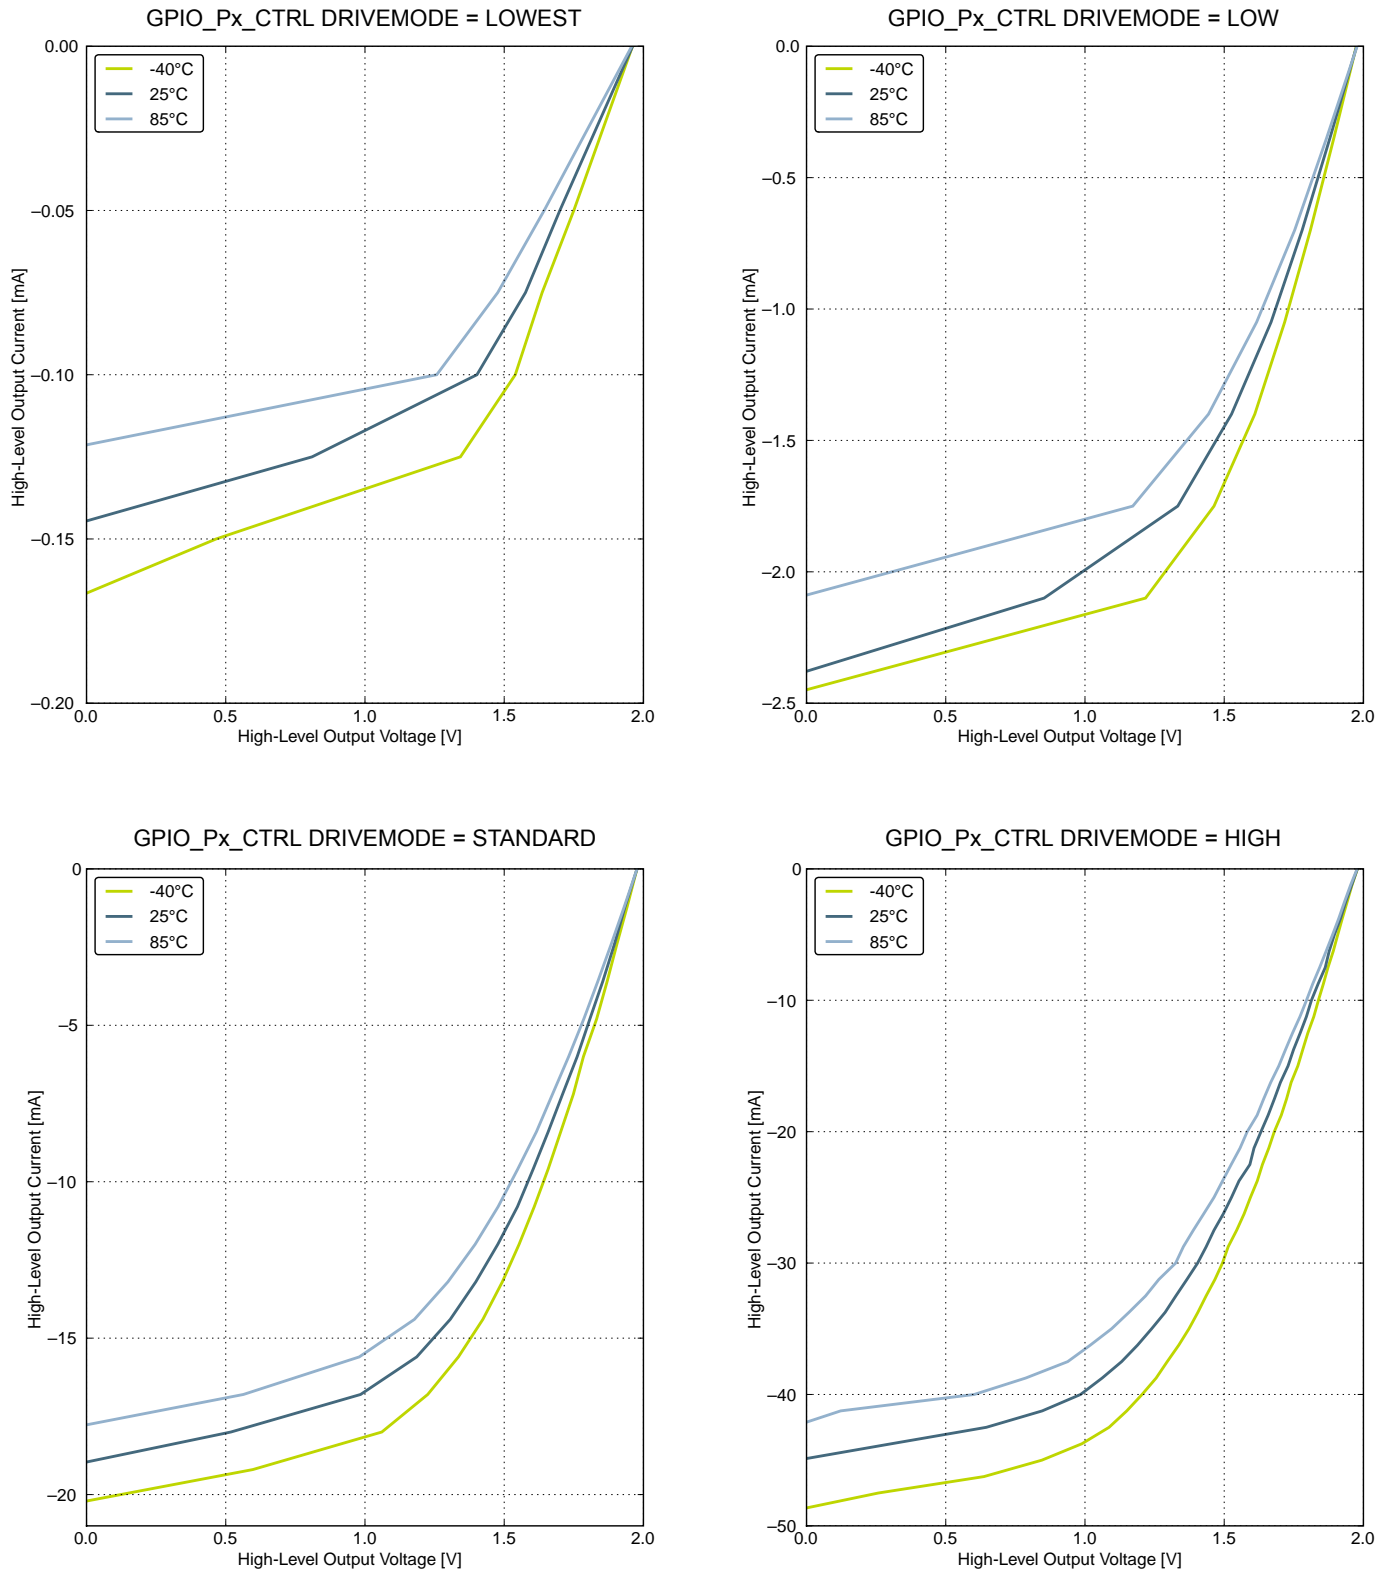 GPIO_Px_CTRL DRIVEMODE = LOWEST
0.00
–0.05
–0.10
–0.15
–0.20
High-Level Output Current [mA]
-40°C
25°C
85°C
0.0 0.5 1.0 1.5 2.0
High-Level Output Voltage [V]
GPIO_Px_CTRL DRIVEMODE = LOW
0.0
–0.5
–1.0
–1.5
–2.0
–2.5
High-Level Output Current [mA]
-40°C
25°C
85°C
0.0 0.5 1.0 1.5 2.0
High-Level Output Voltage [V]
GPIO_Px_CTRL DRIVEMODE = STANDARD
0
–5
–10
–15
–20
High-Level Output Current [mA]
-40°C
25°C
85°C
0.0 0.5 1.0 1.5 2.0
High-Level Output Voltage [V]
GPIO_Px_CTRL DRIVEMODE = HIGH
0
–10
–20
–30
–40
–50
High-Level Output Current [mA]
-40°C
25°C
85°C
0.0 0.5 1.0 1.5 2.0
High-Level Output Voltage [V]